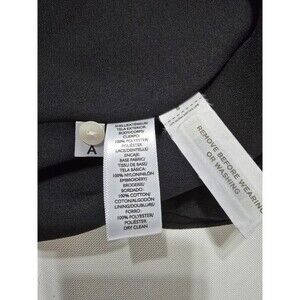 A
SHELL/EXTERIEUR/
TELA EXTERIOR:
BODY/CORPS/
CUERPO:
100% POLYESTER/
POLIÉSTER
LACE/DENTELLE/
ENCAJE:
BASE FABRIC/
TISSU DE BASE/
TELA BÁSICA:
100% NYLON/NILÓN
EMBROIDERY/
BRODERIE/
BORDADO:
100% COTTON/
COTON/ALGODÓN
LINING/DOUBLURE/
FORRO:
100% POLYESTER/
POLIÉSTER
DRY CLEAN
REMOVE BEFORE WEARING
OR WASHING.